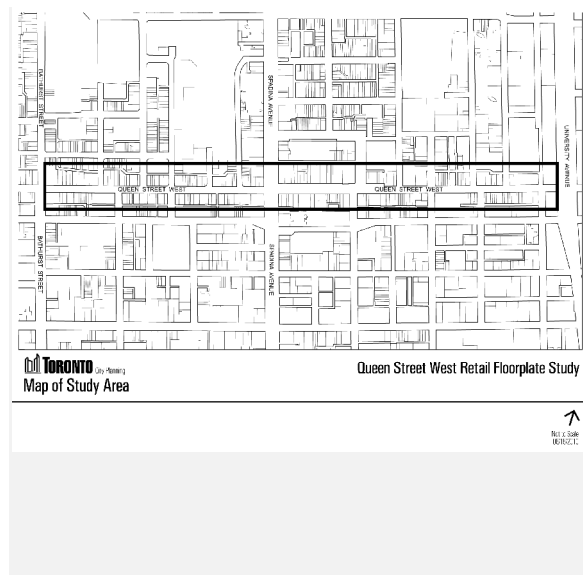 BATHURST STREET
SPADINA AVENUE
UNIVERSITY AVENUE
QUEEN STREET WEST
QUEEN STREET WEST
BATHURST STREET
SPADINA AVENUE
TORONTO City Planning
Map of Study Area
Queen Street West Retail Floorplate Study
Not to Scale